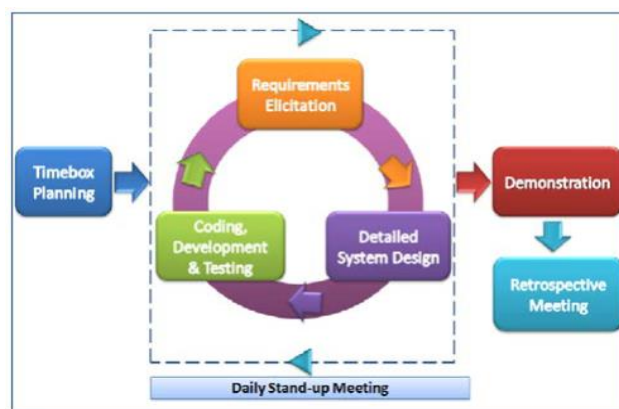 Requirements
Elicitation
Timebox
Planning
Demonstration
Coding,
Development
& Testing
Detailed
System Design
Retrospective
Meeting
Daily Stand-up Meeting